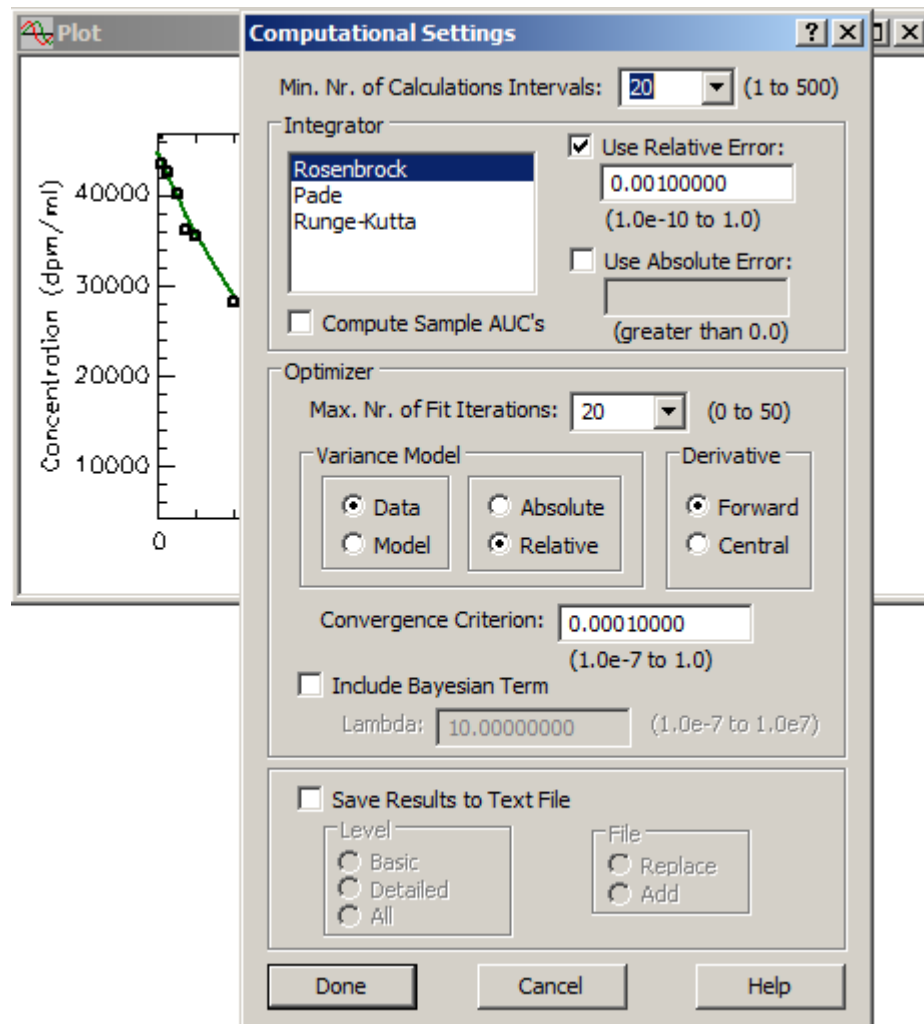 Plot
Concentration (dpm/ml)
40000
30000
20000
10000
0
Computational Settings
Min. Nr. of Calculations Intervals: 20 (1 to 500)
Integrator
Rosenbrock
Pade
Runge-Kutta
Use Relative Error:
0.00100000
(1.0e-10 to 1.0)
Use Absolute Error:
(greater than 0.0)
Compute Sample AUC's
Optimizer
Max. Nr. of Fit Iterations: 20 (0 to 50)
Variance Model
Data
Model
Absolute
Relative
Derivative
Forward
Central
Convergence Criterion: 0.00010000
(1.0e-7 to 1.0)
Include Bayesian Term
Lambda: 10.00000000 (1.0e-7 to 1.0e7)
Save Results to Text File
Level
Basic
Detailed
All
File
Replace
Add
Done Cancel Help